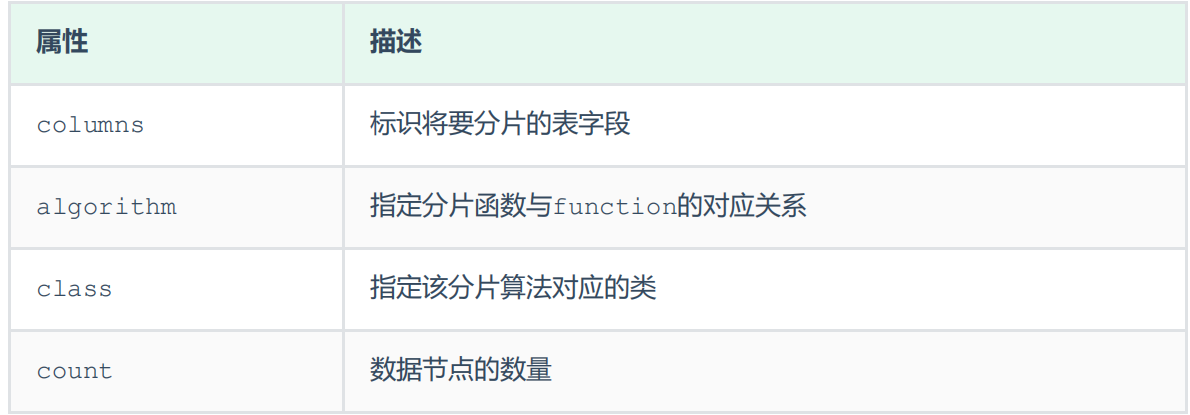 属性 描述
columns 标识将要分片的表字段
algorithm 指定分片函数与function的对应关系
class 指定该分片算法对应的类
count 数据节点的数量